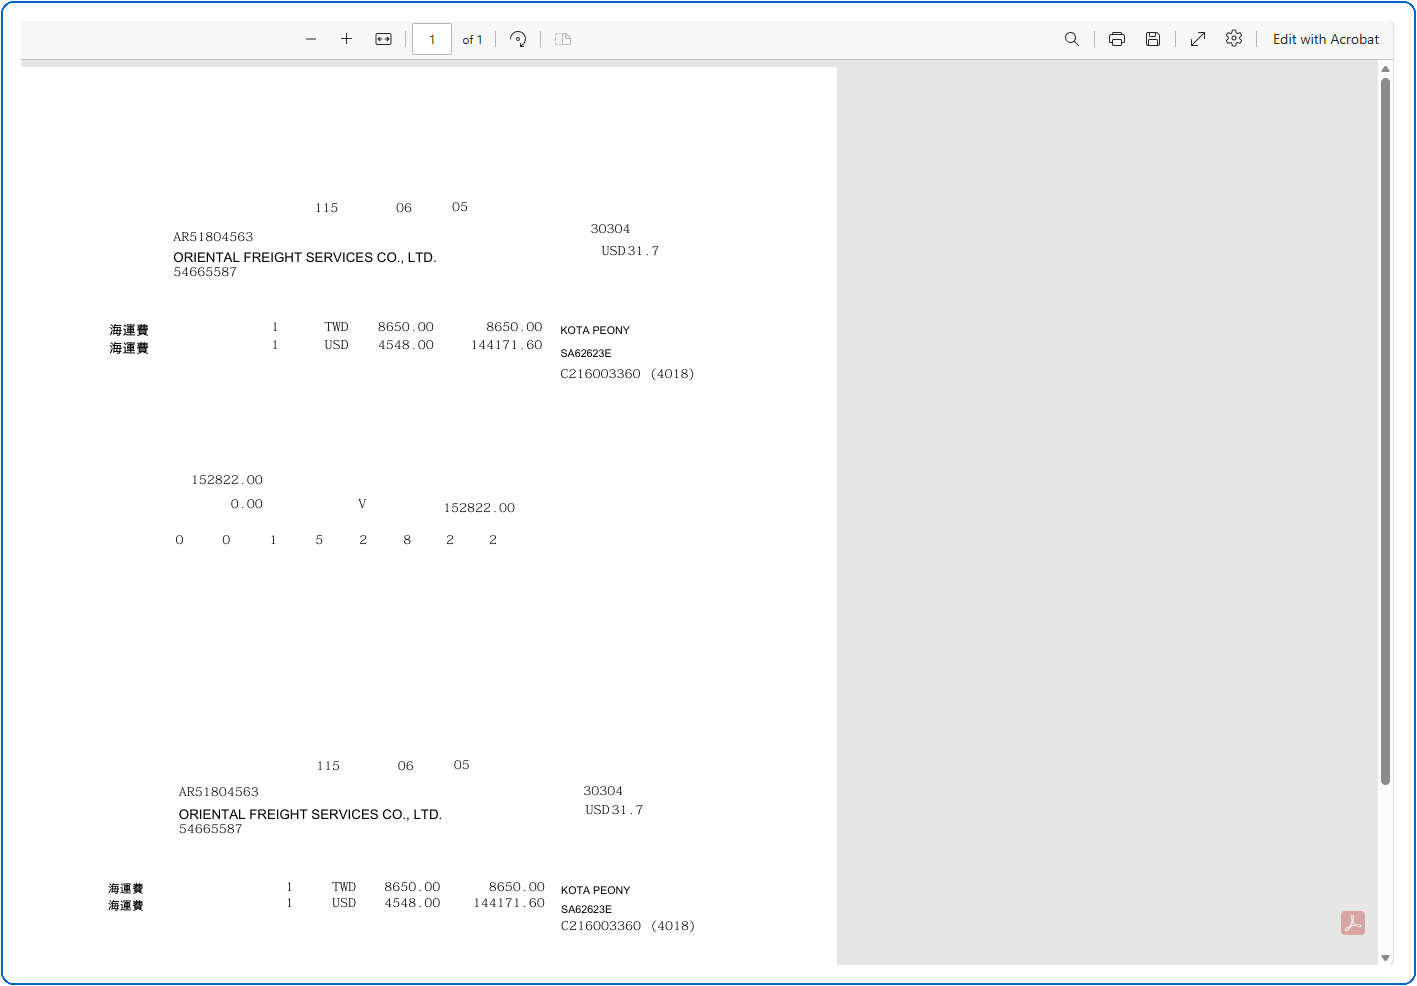 1 of 1 Edit with Acrobat
115 06 05
30304
AR51804563
USD31.7
ORIENTAL FREIGHT SERVICES CO., LTD.
54665587
海運費 1 TWD 8650.00 8650.00 KOTA PEONY
海運費 1 USD 4548.00 144171.60 SA62623E
C216003360 (4018)
152822.00
0.00 V 152822.00
0 0 1 5 2 8 2 2
115 06 05
AR51804563 30304
USD31.7
ORIENTAL FREIGHT SERVICES CO., LTD.
54665587
海運費 1 TWD 8650.00 8650.00 KOTA PEONY
海運費 1 USD 4548.00 144171.60 SA62623E
C216003360 (4018)